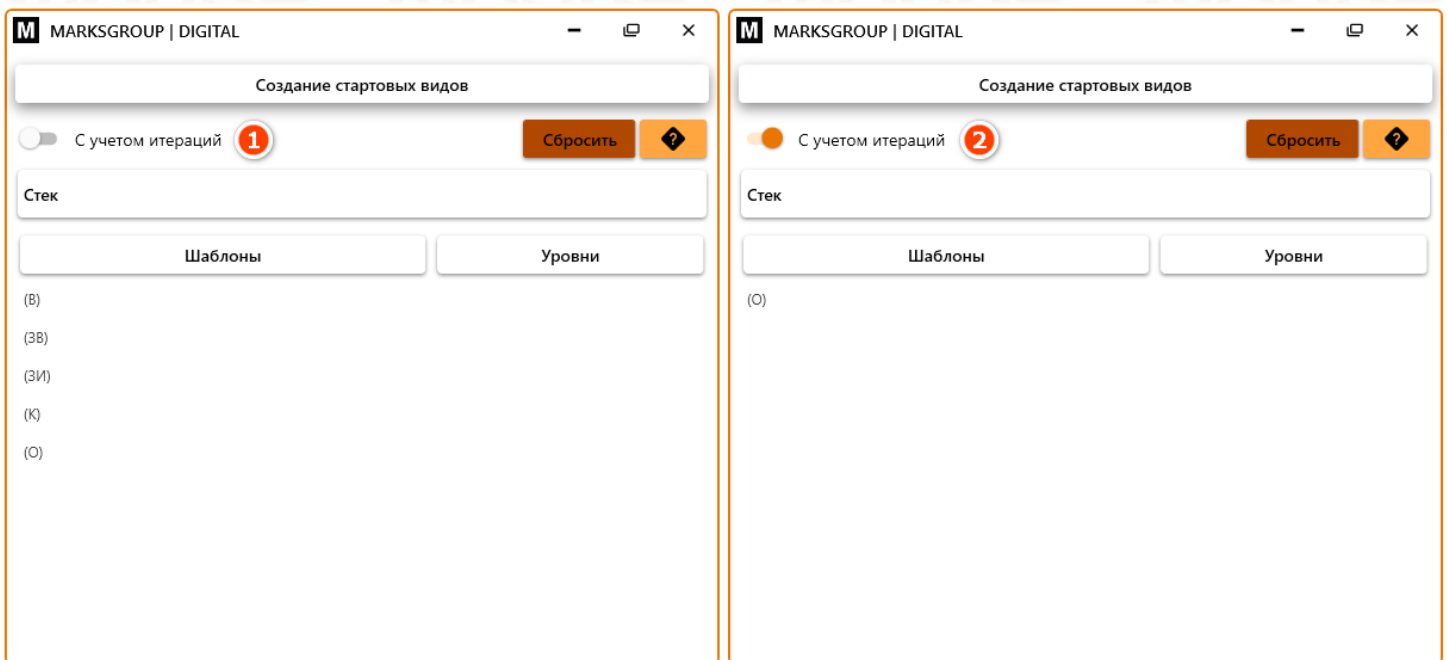 M MARKSGROUP | DIGITAL
Создание стартовых видов
С учетом итераций 1 Сбросить ?
Стек
Шаблоны Уровни
(В)
(ЗВ)
(ЗИ)
(К)
(О)
M MARKSGROUP | DIGITAL
Создание стартовых видов
С учетом итераций 2 Сбросить ?
Стек
Шаблоны Уровни
(О)